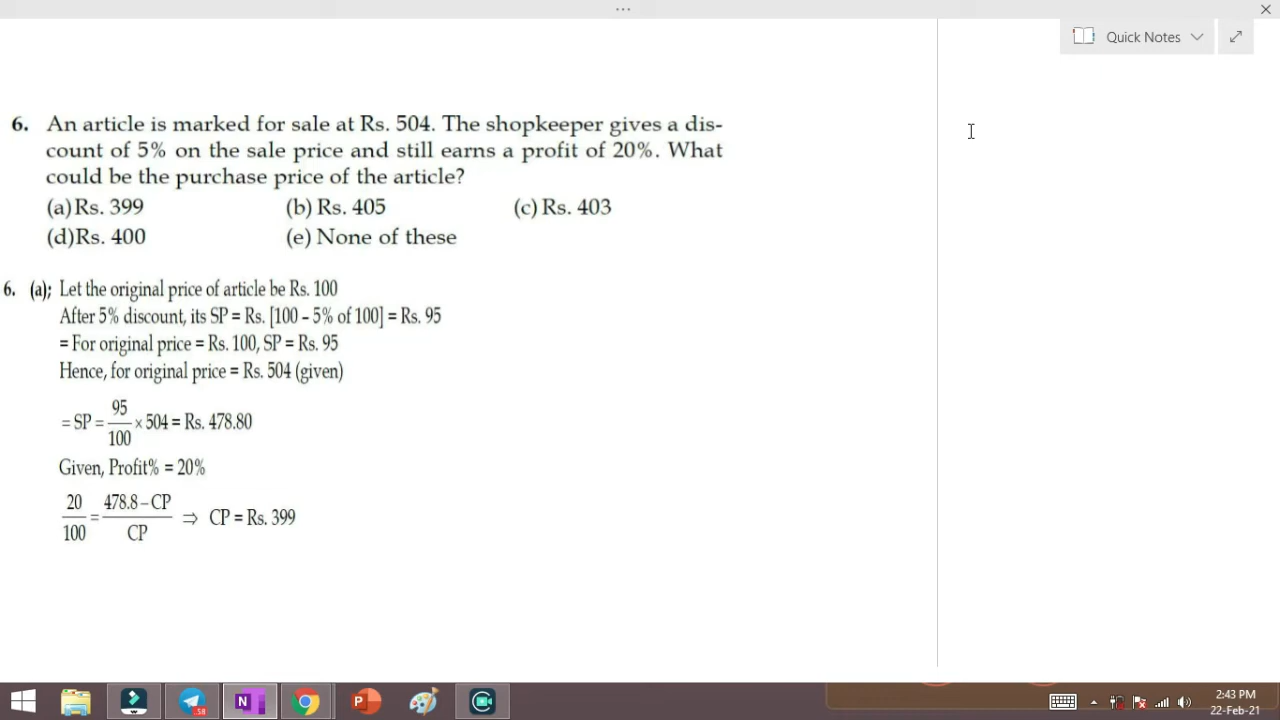 Quick Notes
6. An article is marked for sale at Rs. 504. The shopkeeper gives a dis-
count of 5% on the sale price and still earns a profit of 20%. What
could be the purchase price of the article?
(a) Rs. 399 (b) Rs. 405 (c) Rs. 403
(d)Rs. 400 (e) None of these
6. (a); Let the original price of article be Rs. 100
After 5% discount, its SP = Rs. [100 – 5% of 100] = Rs. 95
= For original price = Rs. 100, SP = Rs. 95
Hence, for original price = Rs. 504 (given)
= SP = 95/100 × 504 = Rs. 478.80
Given, Profit% = 20%
20/100 = 478.8 – CP/CP ⇒ CP = Rs. 399
.58
N
P
2:43 PM
22-Feb-21